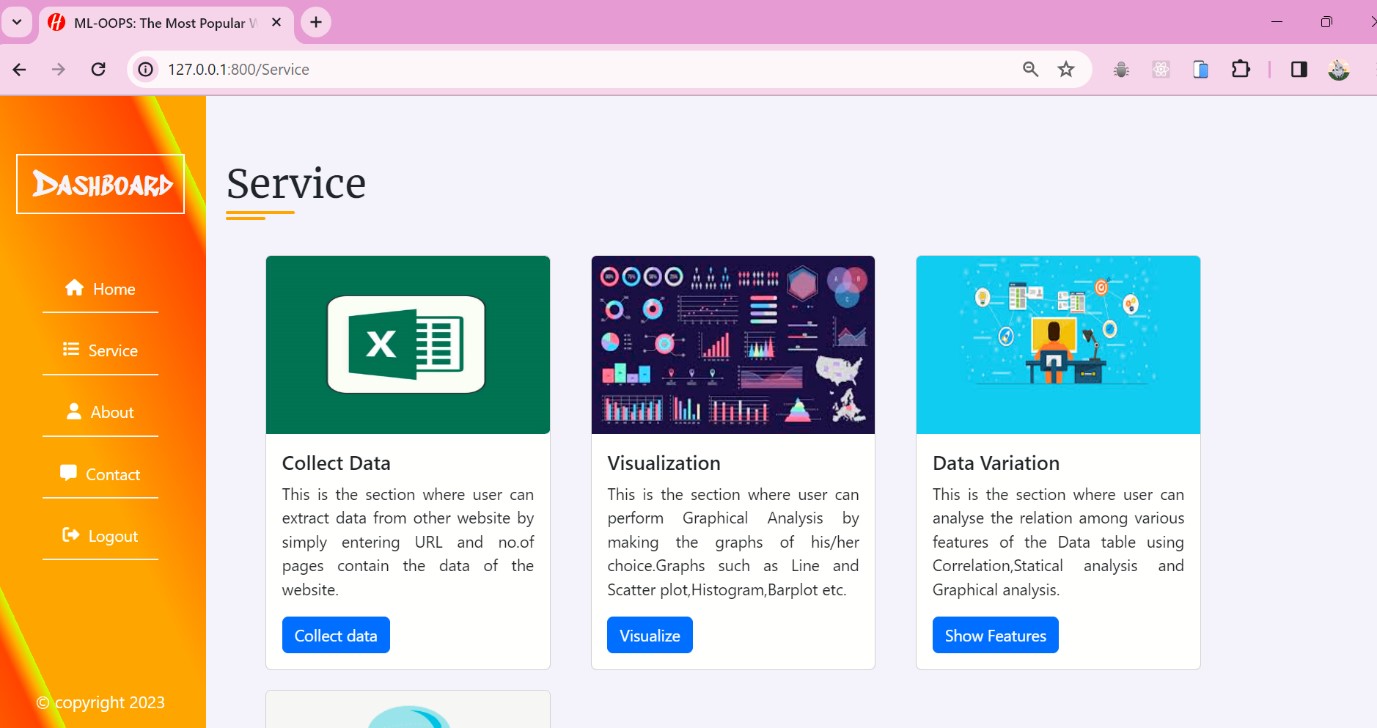 ML-OOPS: The Most Popular W
127.0.0.1:800/Service
DASHBOARD
Home
Service
About
Contact
Logout
© copyright 2023
Service
Collect Data
This is the section where user can
extract data from other website by
simply entering URL and no.of
pages contain the data of the
website.
Collect data
Visualization
This is the section where user can
perform Graphical Analysis by
making the graphs of his/her
choice.Graphs such as Line and
Scatter plot,Histogram,Barplot etc.
Visualize
Data Variation
This is the section where user can
analyse the relation among various
features of the Data table using
Correlation,Statical analysis and
Graphical analysis.
Show Features